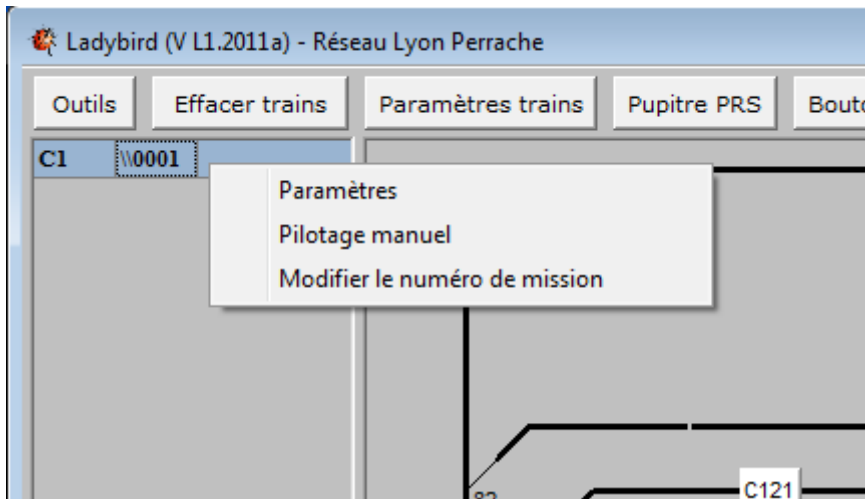 Ladybird (V L1.2011a) - Réseau Lyon Perrache
Outils Effacer trains Paramètres trains Pupitre PRS
C1 \\0001
Paramètres
Pilotage manuel
Modifier le numéro de mission
C121